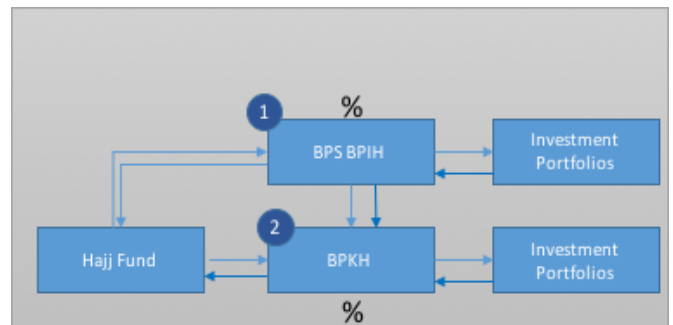 %
1
BPS BPIH
Investment
Portfolios
2
Hajj Fund
BPKH
Investment
Portfolios
%